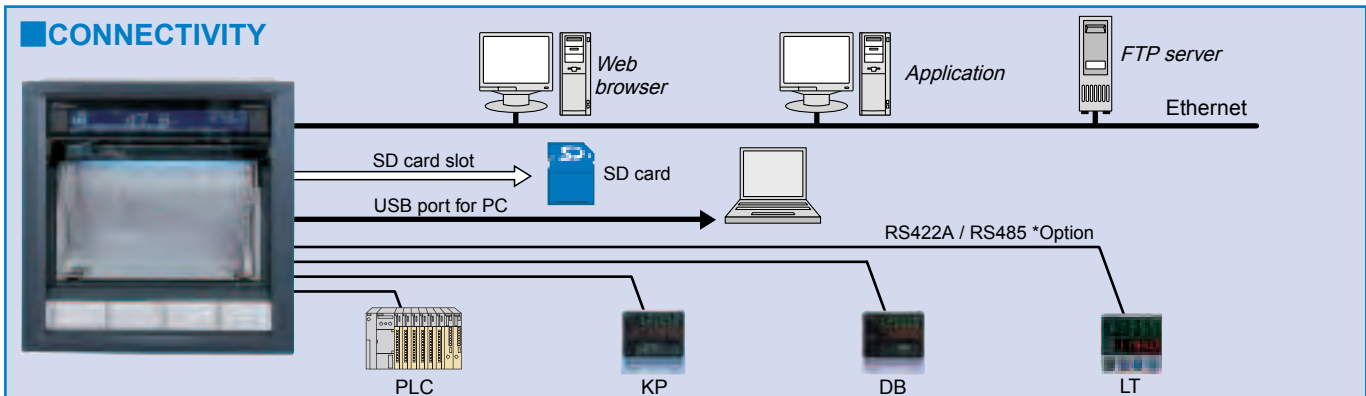 CONNECTIVITY
Web
browser
Application
FTP server
Ethernet
SD card slot
SD card
USB port for PC
RS422A / RS485 *Option
PLC
KP
DB
LT